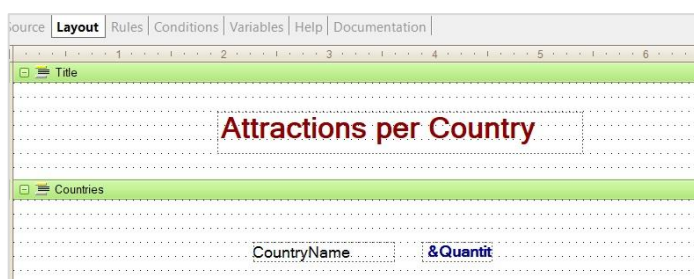 ource Layout Rules Conditions Variables Help Documentation
1 2 3 4 5 6
Title
Attractions per Country
Countries
CountryName &Quantit